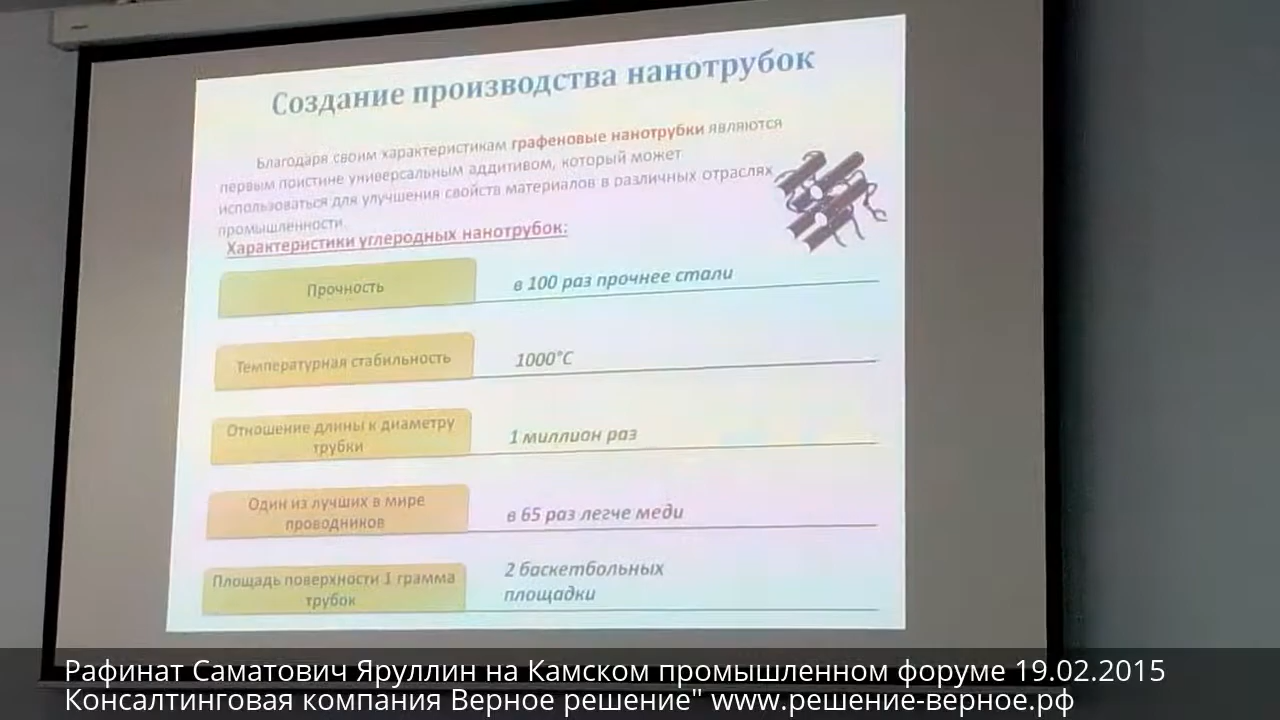 Создание производства нанотрубок
Благодаря своим характеристикам графеновые нанотрубки являются
первым поистине универсальным аддитивом, который может
использоваться для улучшения свойств материалов в различных отраслях
промышленности.
Характеристики углеродных нанотрубок:
Прочность
в 100 раз прочнее стали
Температурная стабильность
1000°C
Отношение длины к диаметру
трубки
1 миллион раз
Один из лучших в мире
проводников
в 65 раз легче меди
Площадь поверхности 1 грамма
трубок
2 баскетбольных
площадки
Рафинат Саматович Яруллин на Камском промышленном форуме 19.02.2015
Консалтинговая компания Верное решение" www.решение-верное.рф